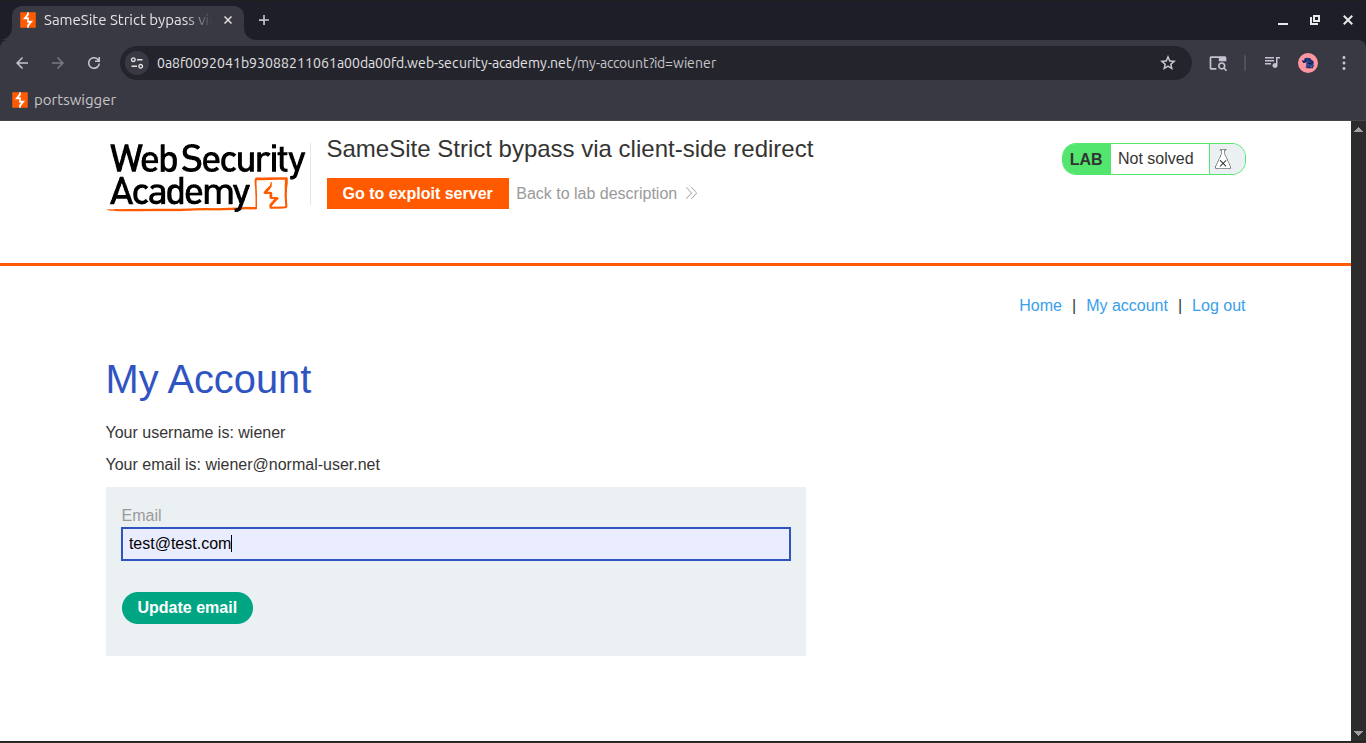 SameSite Strict bypass vi
0a8f0092041b93088211061a00da00fd.web-security-academy.net/my-account?id=wiener
portswigger
Web Security
Academy
SameSite Strict bypass via client-side redirect
LAB Not solved
Go to exploit server Back to lab description
Home | My account | Log out
My Account
Your username is: wiener
Your email is: wiener@normal-user.net
Email
test@test.com
Update email